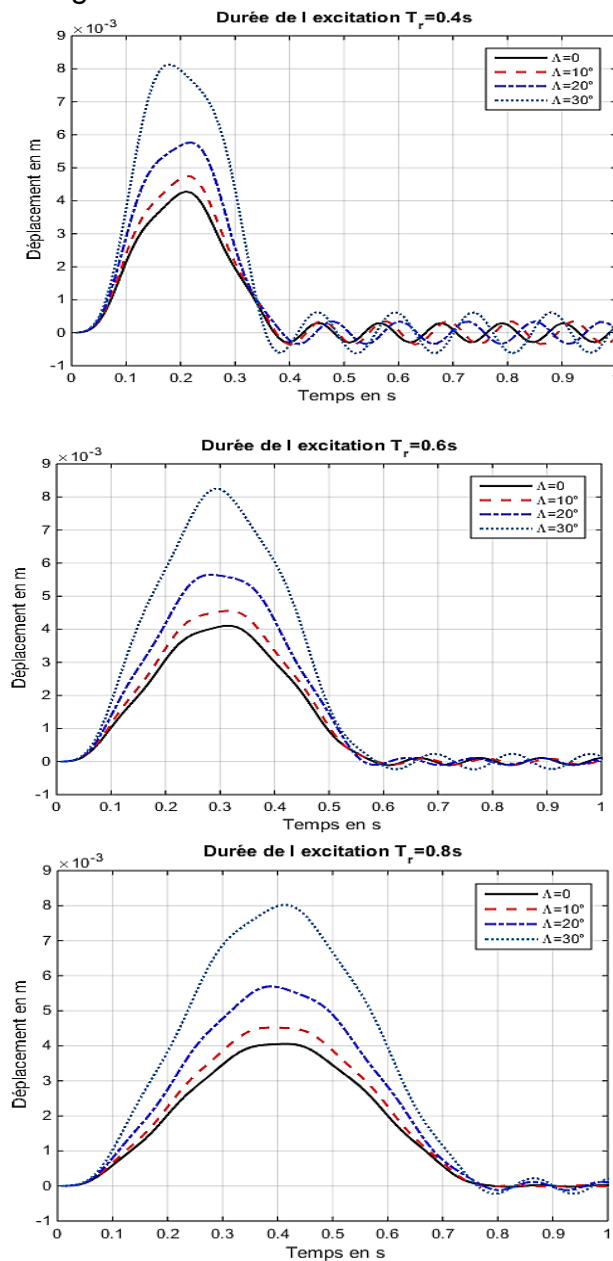 Durée de l excitation T_r=0.4s
×10⁻³
9
8
7
6
5
4
3
2
1
0
-1
Déplacement en m
Λ=0
Λ=10°
Λ=20°
Λ=30°
0 0.1 0.2 0.3 0.4 0.5 0.6 0.7 0.8 0.9 1
Temps en s
Durée de l excitation T_r=0.6s
×10⁻³
9
8
7
6
5
4
3
2
1
0
-1
Déplacement en m
Λ=0
Λ=10°
Λ=20°
Λ=30°
0 0.1 0.2 0.3 0.4 0.5 0.6 0.7 0.8 0.9 1
Temps en s
Durée de l excitation T_r=0.8s
×10⁻³
9
8
7
6
5
4
3
2
1
0
-1
Déplacement en m
Λ=0
Λ=10°
Λ=20°
Λ=30°
0 0.1 0.2 0.3 0.4 0.5 0.6 0.7 0.8 0.9 1
Temps en s